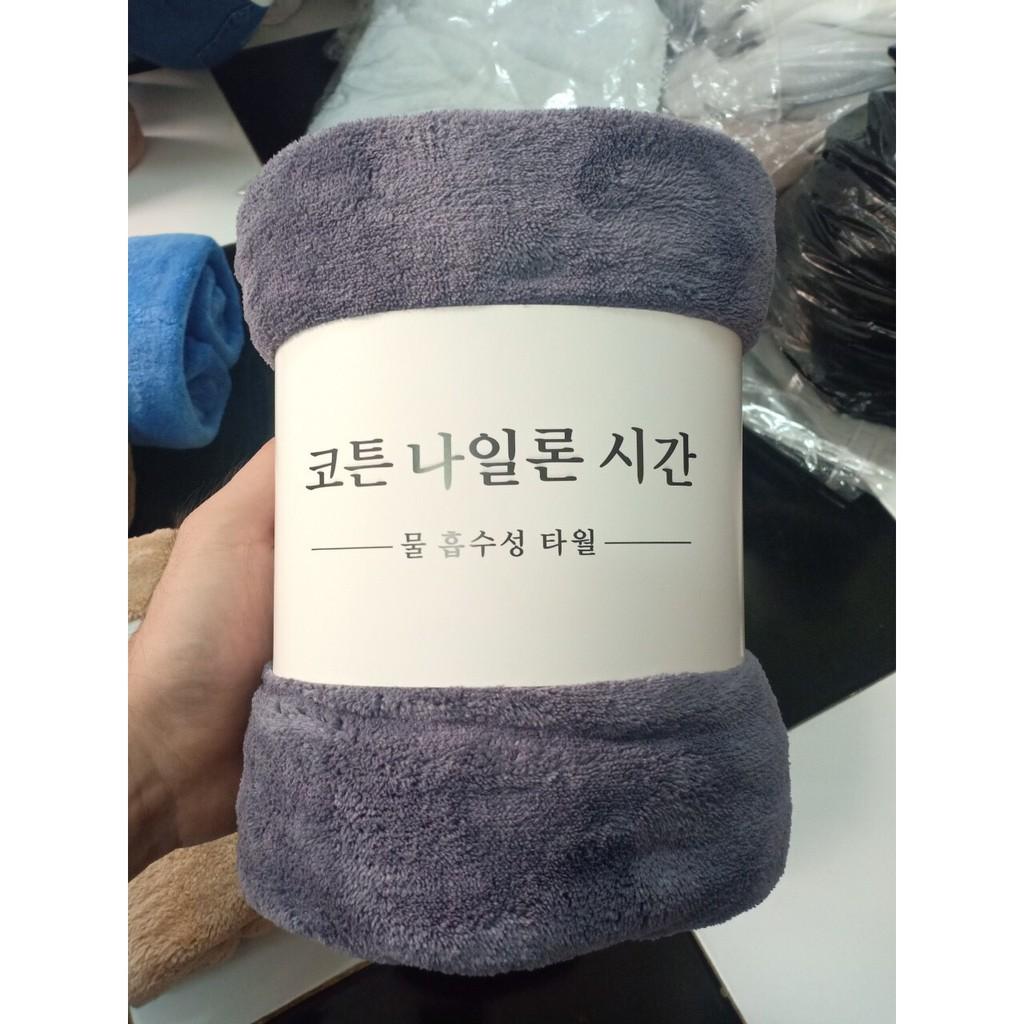 코튼 나일론 시간
물 흡수성 타월